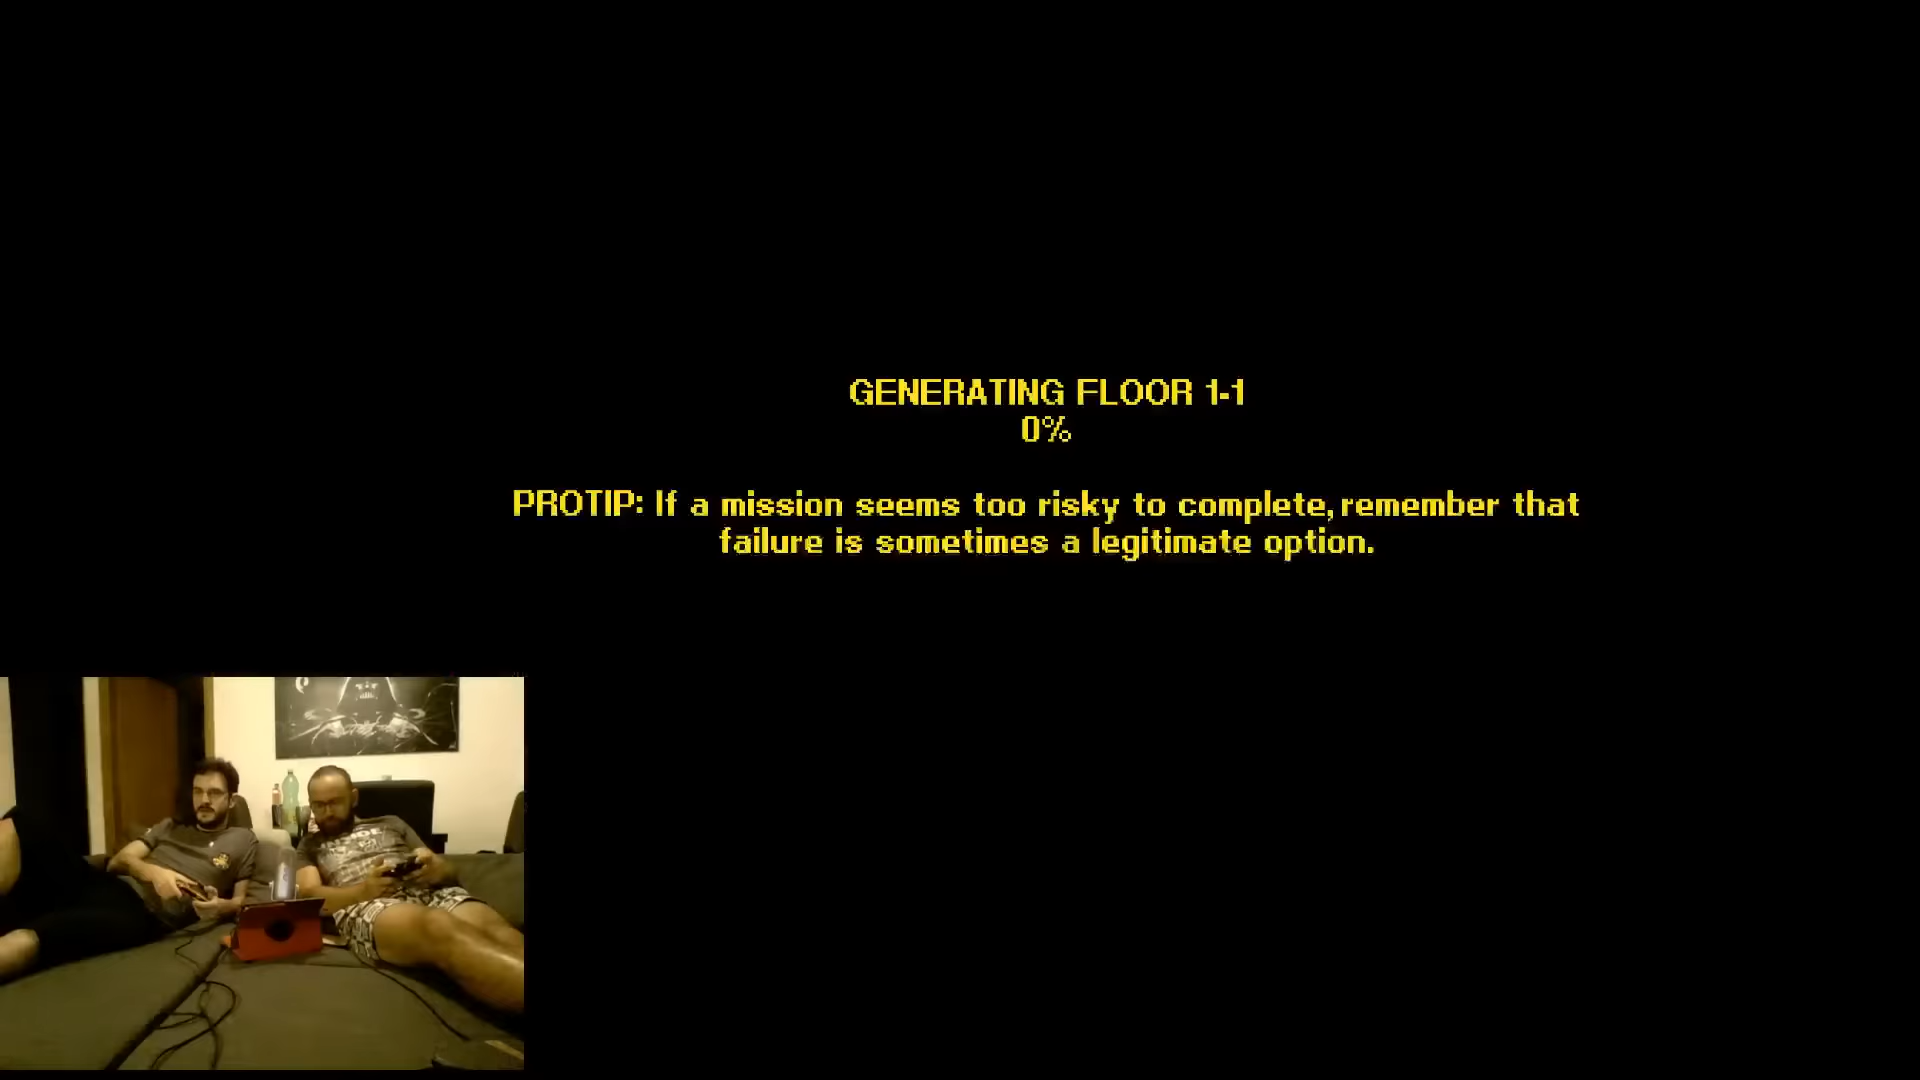 GENERATING FLOOR 1-1
0%
PROTIP: If a mission seems too risky to complete, remember that
failure is sometimes a legitimate option.